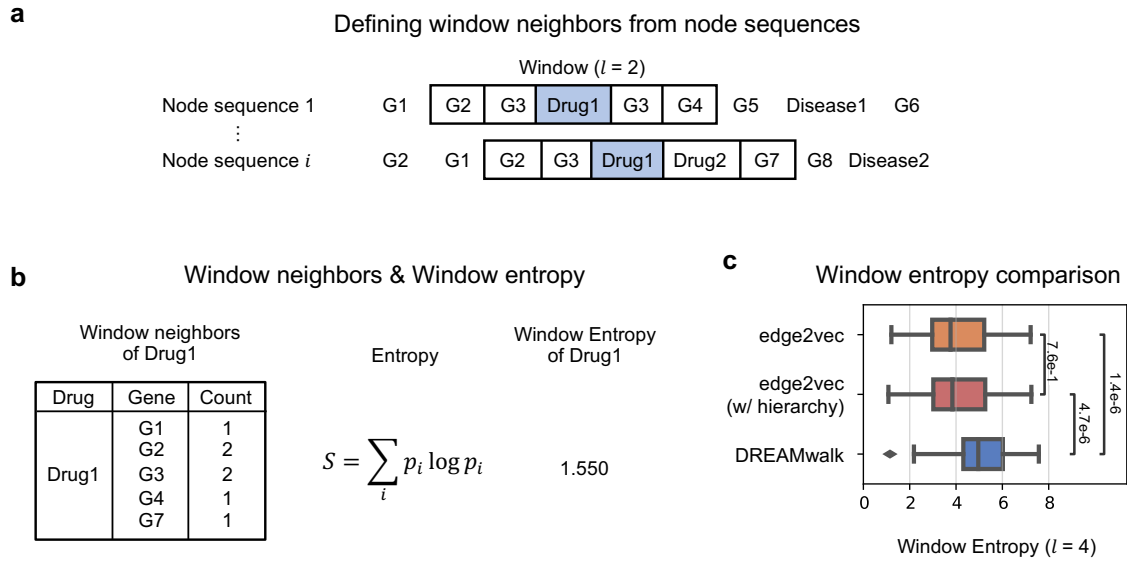 a
Defining window neighbors from node sequences
Window (l = 2)
Node sequence 1 G1 G2 G3 Drug1 G3 G4 G5 Disease1 G6
⋮
Node sequence i G2 G1 G2 G3 Drug1 Drug2 G7 G8 Disease2
b
Window neighbors & Window entropy
Window neighbors
of Drug1
Drug Gene Count
Drug1
G1 1
G2 2
G3 2
G4 1
G7 1
Entropy
S = ∑ p_i log p_i
i
Window Entropy
of Drug1
1.550
c
Window entropy comparison
edge2vec
edge2vec
(w/ hierarchy)
DREAMwalk
7.6e-1
4.7e-6
1.4e-6
0 2 4 6 8
Window Entropy (l = 4)